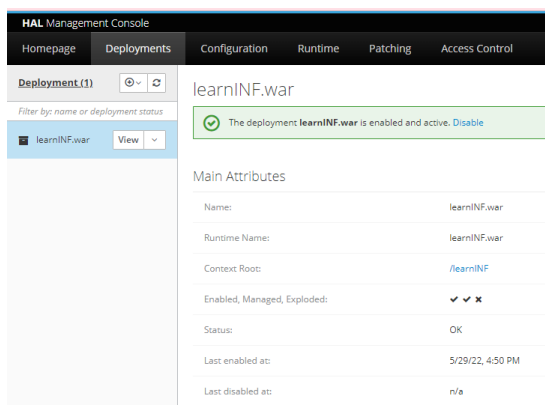 HAL Management Console
Homepage Deployments Configuration Runtime Patching Access Control
Deployment (1)
Filter by: name or deployment status
learnINF.war View
learnINF.war
The deployment learnINF.war is enabled and active. Disable
Main Attributes
Name: learnINF.war
Runtime Name: learnINF.war
Context Root: /learnINF
Enabled, Managed, Exploded:
Status: OK
Last enabled at: 5/29/22, 4:50 PM
Last disabled at: n/a